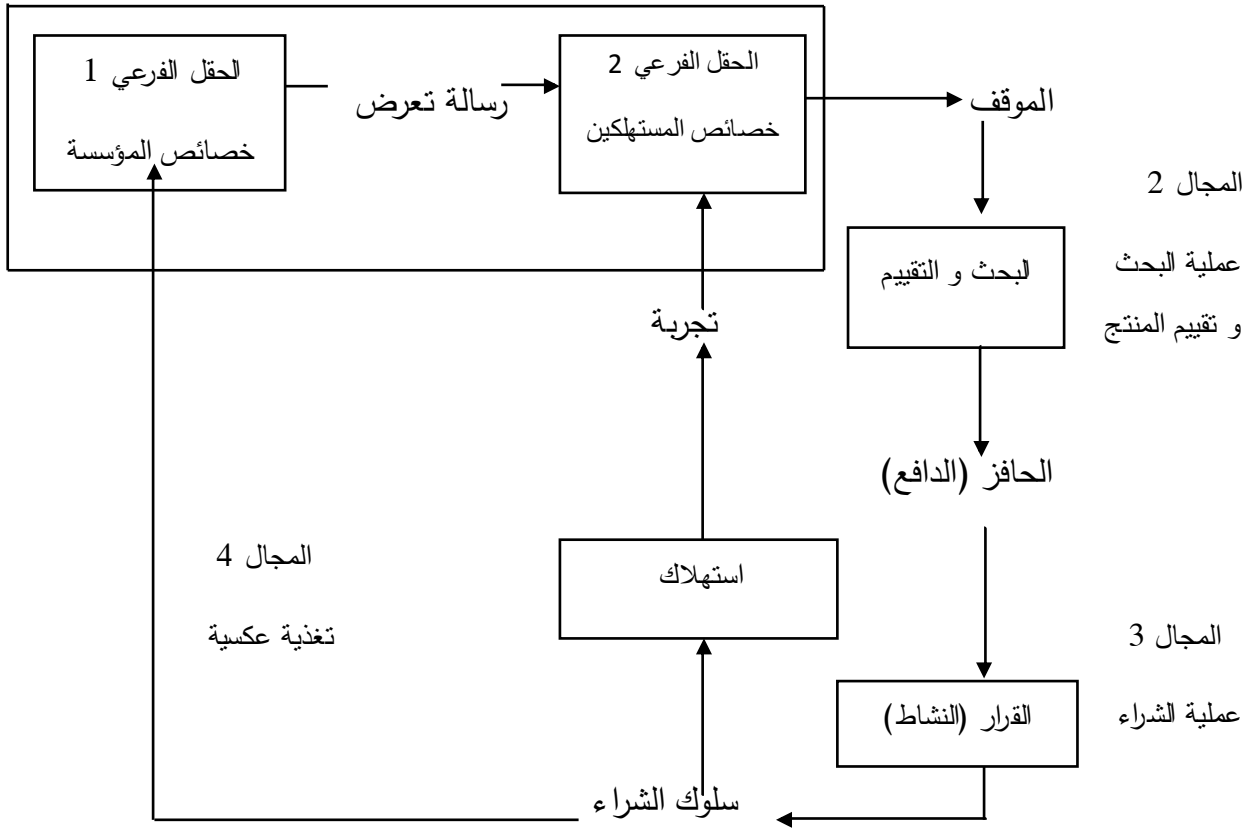 الحقل الفرعي 1
خصائص المؤسسة
رسالة تعرض
الحقل الفرعي 2
خصائص المستهلكين
الموقف
المجال 2
عملية البحث
و تقييم المنتج
البحث و التقييم
تجربة
الحافز (الدافع)
استهلاك
المجال 4
تغذية عكسية
المجال 3
عملية الشراء
القرار (النشاط)
سلوك الشراء